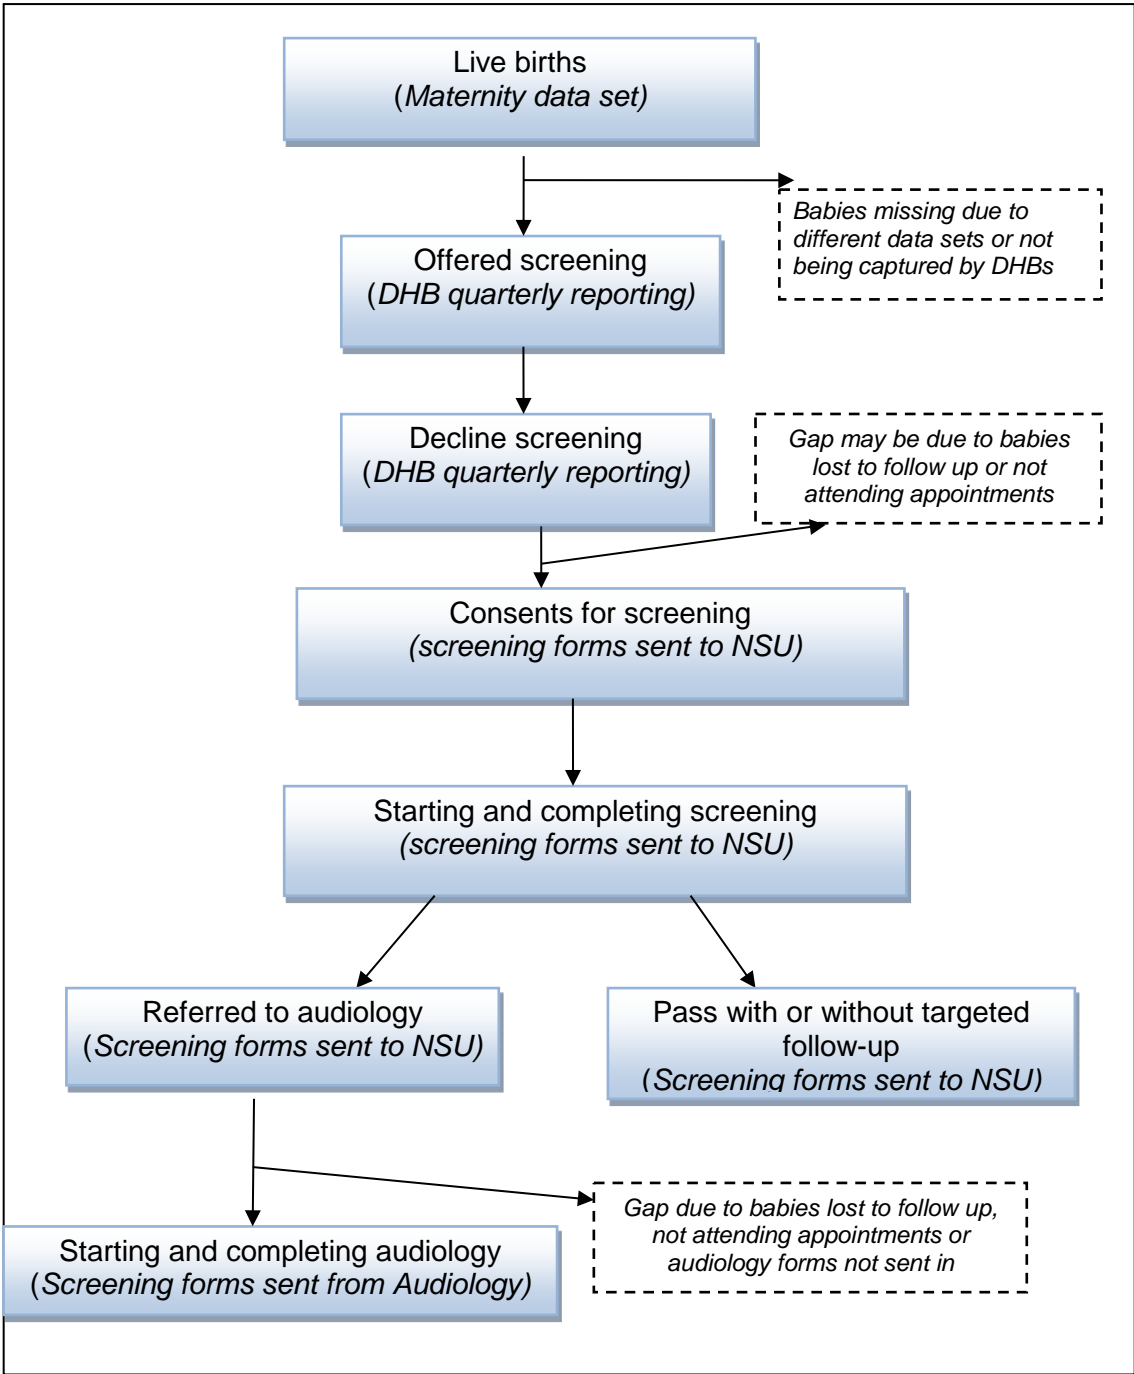 Live births
(Maternity data set)
Babies missing due to
different data sets or not
being captured by DHBs
Offered screening
(DHB quarterly reporting)
Decline screening
(DHB quarterly reporting)
Gap may be due to babies
lost to follow up or not
attending appointments
Consents for screening
(screening forms sent to NSU)
Starting and completing screening
(screening forms sent to NSU)
Referred to audiology
(Screening forms sent to NSU)
Pass with or without targeted
follow-up
(Screening forms sent to NSU)
Gap due to babies lost to follow up,
not attending appointments or
audiology forms not sent in
Starting and completing audiology
(Screening forms sent from Audiology)